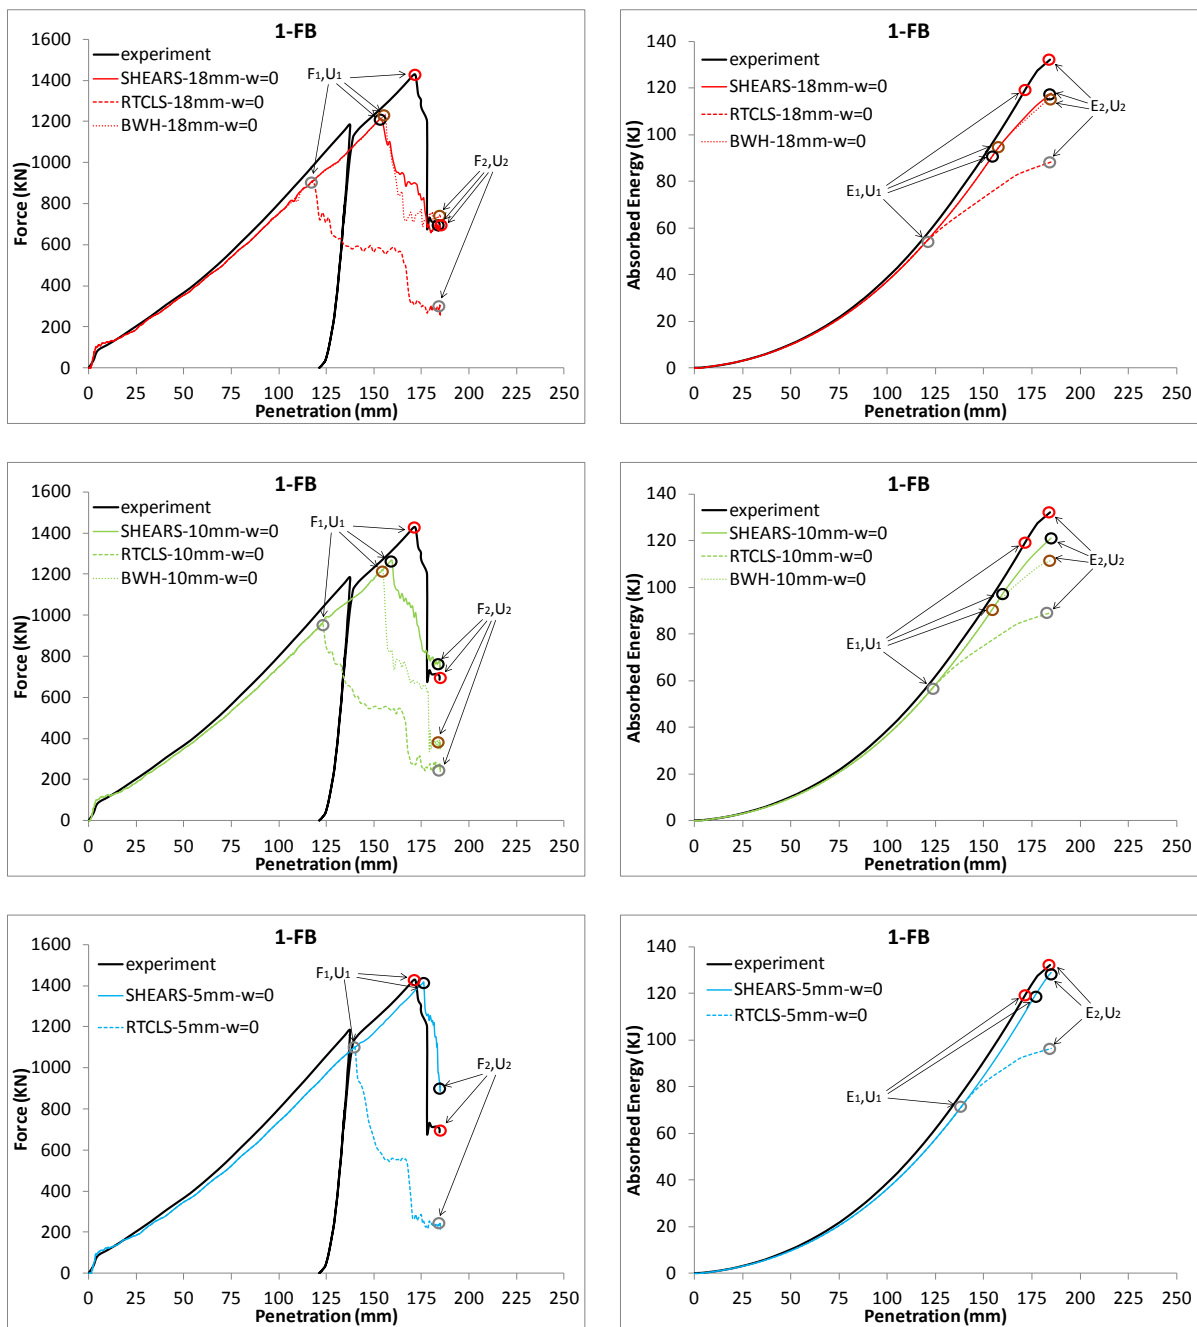 1-FB
1600
1400
1200
1000
800
600
400
200
0
Force (KN)
experiment
SHEARS-18mm-w=0
RTCLS-18mm-w=0
BWH-18mm-w=0
F₁,U₁
F₂,U₂
0 25 50 75 100 125 150 175 200 225 250
Penetration (mm)
1-FB
140
120
100
80
60
40
20
0
Absorbed Energy (KJ)
experiment
SHEARS-18mm-w=0
RTCLS-18mm-w=0
BWH-18mm-w=0
E₂,U₂
E₁,U₁
0 25 50 75 100 125 150 175 200 225 250
Penetration (mm)
1-FB
1600
1400
1200
1000
800
600
400
200
0
Force (KN)
experiment
SHEARS-10mm-w=0
RTCLS-10mm-w=0
BWH-10mm-w=0
F₁,U₁
F₂,U₂
0 25 50 75 100 125 150 175 200 225 250
Penetration (mm)
1-FB
140
120
100
80
60
40
20
0
Absorbed Energy (KJ)
experiment
SHEARS-10mm-w=0
RTCLS-10mm-w=0
BWH-10mm-w=0
E₂,U₂
E₁,U₁
0 25 50 75 100 125 150 175 200 225 250
Penetration (mm)
1-FB
1600
1400
1200
1000
800
600
400
200
0
Force (KN)
experiment
SHEARS-5mm-w=0
RTCLS-5mm-w=0
F₁,U₁
F₂,U₂
0 25 50 75 100 125 150 175 200 225 250
Penetration (mm)
1-FB
140
120
100
80
60
40
20
0
Absorbed Energy (KJ)
experiment
SHEARS-5mm-w=0
RTCLS-5mm-w=0
E₂,U₂
E₁,U₁
0 25 50 75 100 125 150 175 200 225 250
Penetration (mm)